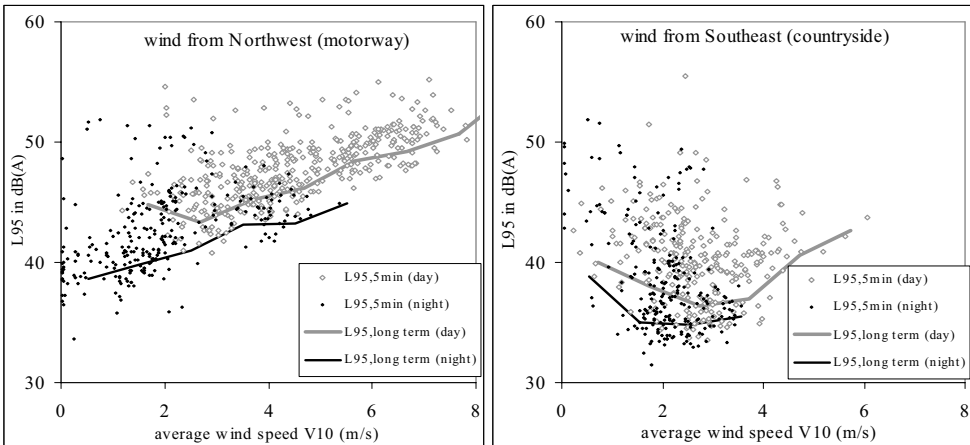 wind from Northwest (motorway)
60
50
40
30
L95 in dB(A)
L95,5min (day)
L95,5min (night)
L95,long term (day)
L95,long term (night)
0 2 4 6 8
average wind speed V10 (m/s)
wind from Southeast (countryside)
60
50
40
30
L95 in dB(A)
L95,5min (day)
L95,5min (night)
L95,long term (day)
L95,long term (night)
0 2 4 6 8
average wind speed V10 (m/s)